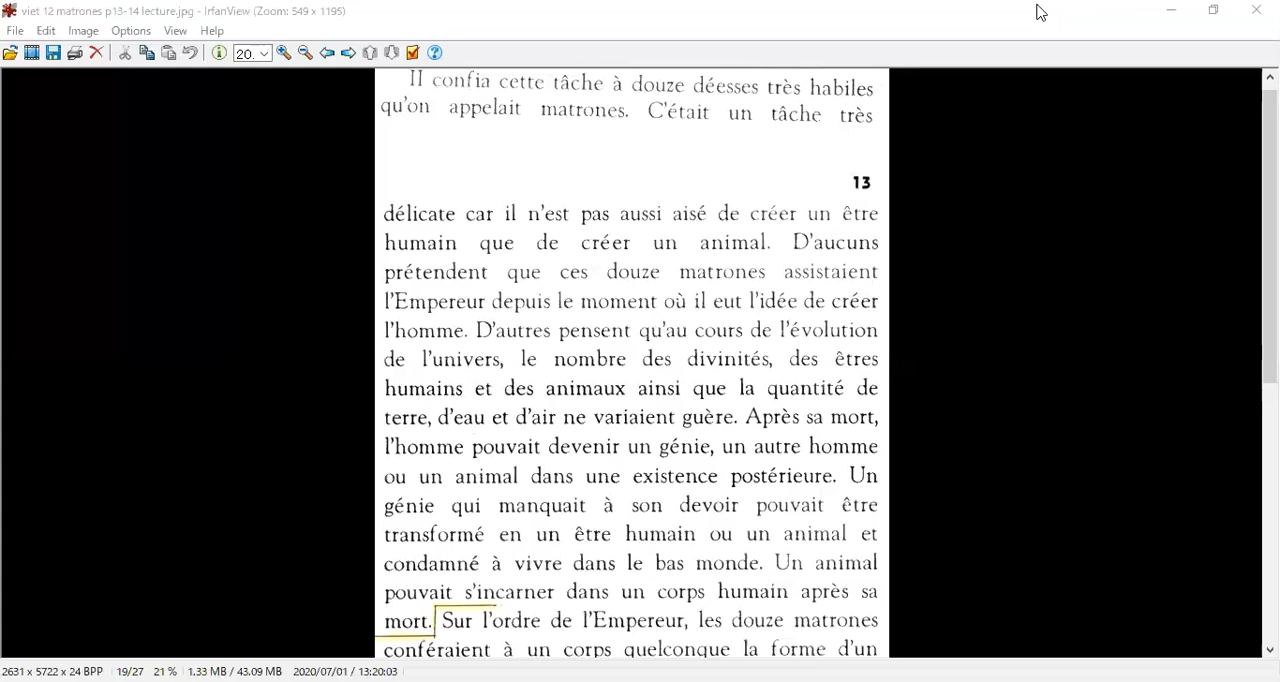 viet 12 matrones p13-14 lecture.jpg - IrfanView (Zoom: 549 x 1195)
File Edit Image Options View Help
20.
Il confia cette tâche à douze déesses très habiles
qu'on appelait matrones. C'était un tâche très
13
délicate car il n'est pas aussi aisé de créer un être
humain que de créer un animal. D'aucuns
prétendent que ces douze matrones assistaient
l'Empereur depuis le moment où il eut l'idée de créer
l'homme. D'autres pensent qu'au cours de l'évolution
de l'univers, le nombre des divinités, des êtres
humains et des animaux ainsi que la quantité de
terre, d'eau et d'air ne variaient guère. Après sa mort,
l'homme pouvait devenir un génie, un autre homme
ou un animal dans une existence postérieure. Un
génie qui manquait à son devoir pouvait être
transformé en un être humain ou un animal et
condamné à vivre dans le bas monde. Un animal
pouvait s'incarner dans un corps humain après sa
mort. Sur l'ordre de l'Empereur, les douze matrones
conféraient à un corps quelconque la forme d'un
2631 x 5722 x 24 BPP 19/27 21 % 1.33 MB / 43.09 MB 2020/07/01 / 13:20:03